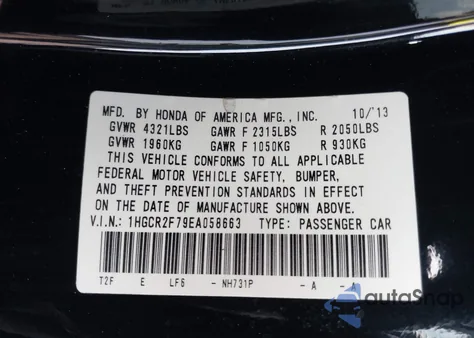 MFD. BY HONDA OF AMERICA MFG., INC. 10/'13
GVWR 4321LBS GAWR F 2315LBS R 2050LBS
GVWR 1960KG GAWR F 1050KG R 930KG
THIS VEHICLE CONFORMS TO ALL APPLICABLE
FEDERAL MOTOR VEHICLE SAFETY, BUMPER,
AND THEFT PREVENTION STANDARDS IN EFFECT
ON THE DATE OF MANUFACTURE SHOWN ABOVE.
V.I.N.: 1HGCR2F79EA058663 TYPE: PASSENGER CAR
T2F E LF6 - NH731P - A - A
autoSnap